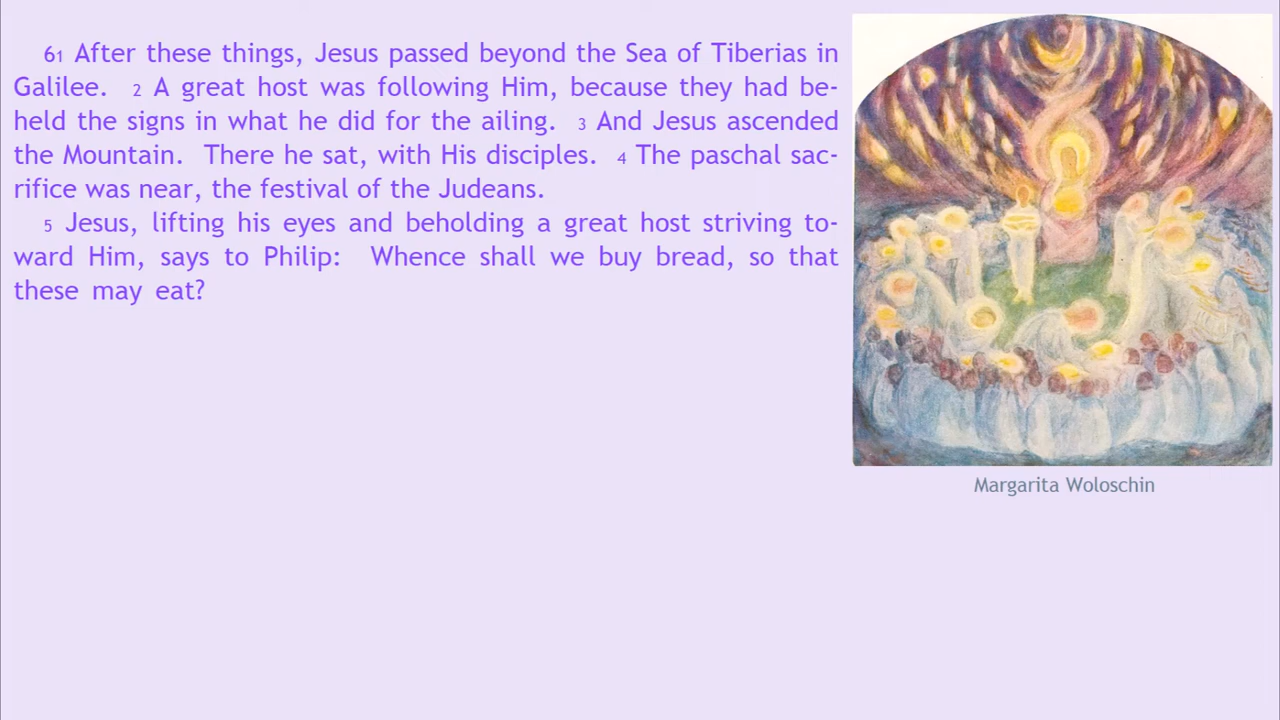 61 After these things, Jesus passed beyond the Sea of Tiberias in
Galilee. 2 A great host was following Him, because they had be-
held the signs in what he did for the ailing. 3 And Jesus ascended
the Mountain. There he sat, with His disciples. 4 The paschal sac-
rifice was near, the festival of the Judeans.
5 Jesus, lifting his eyes and beholding a great host striving to-
ward Him, says to Philip: Whence shall we buy bread, so that
these may eat?
Margarita Woloschin